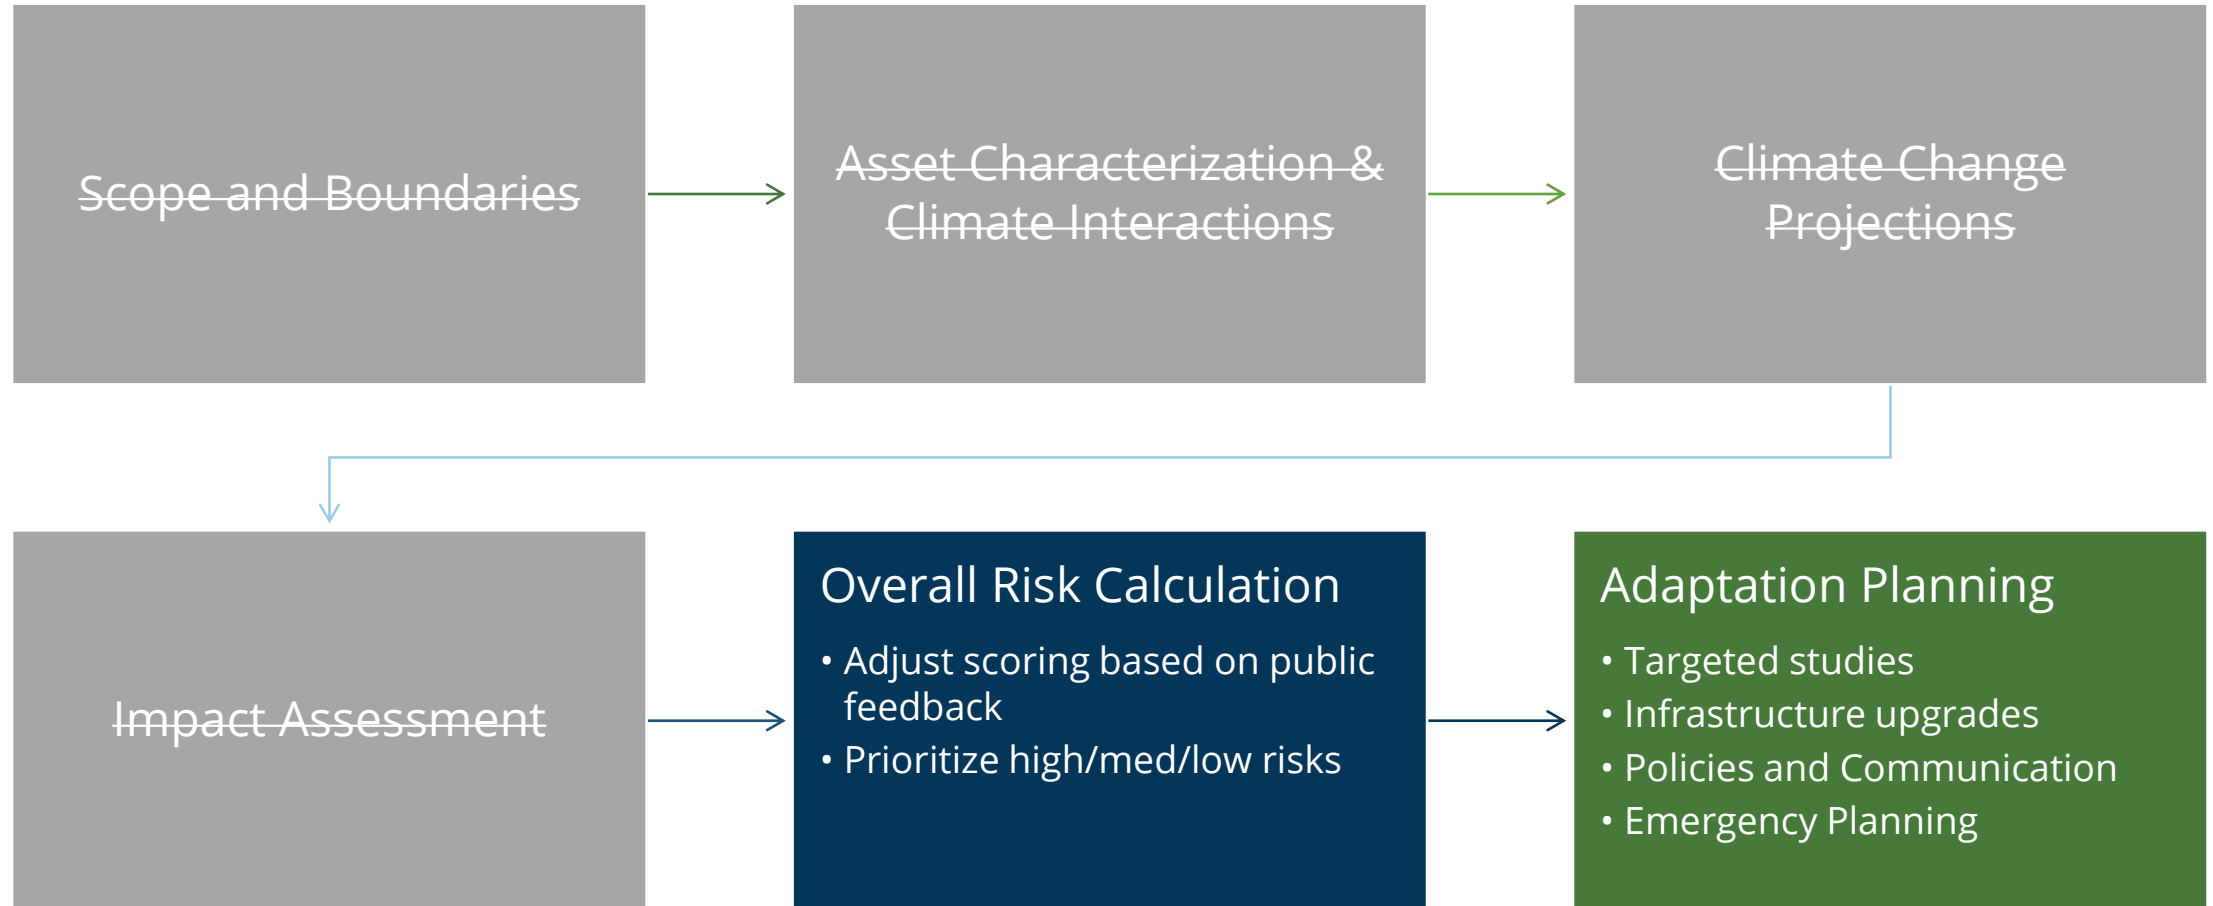 Scope and Boundaries
Asset Characterization &
Climate Interactions
Climate Change
Projections
Impact Assessment
Overall Risk Calculation
• Adjust scoring based on public
feedback
• Prioritize high/med/low risks
Adaptation Planning
• Targeted studies
• Infrastructure upgrades
• Policies and Communication
• Emergency Planning